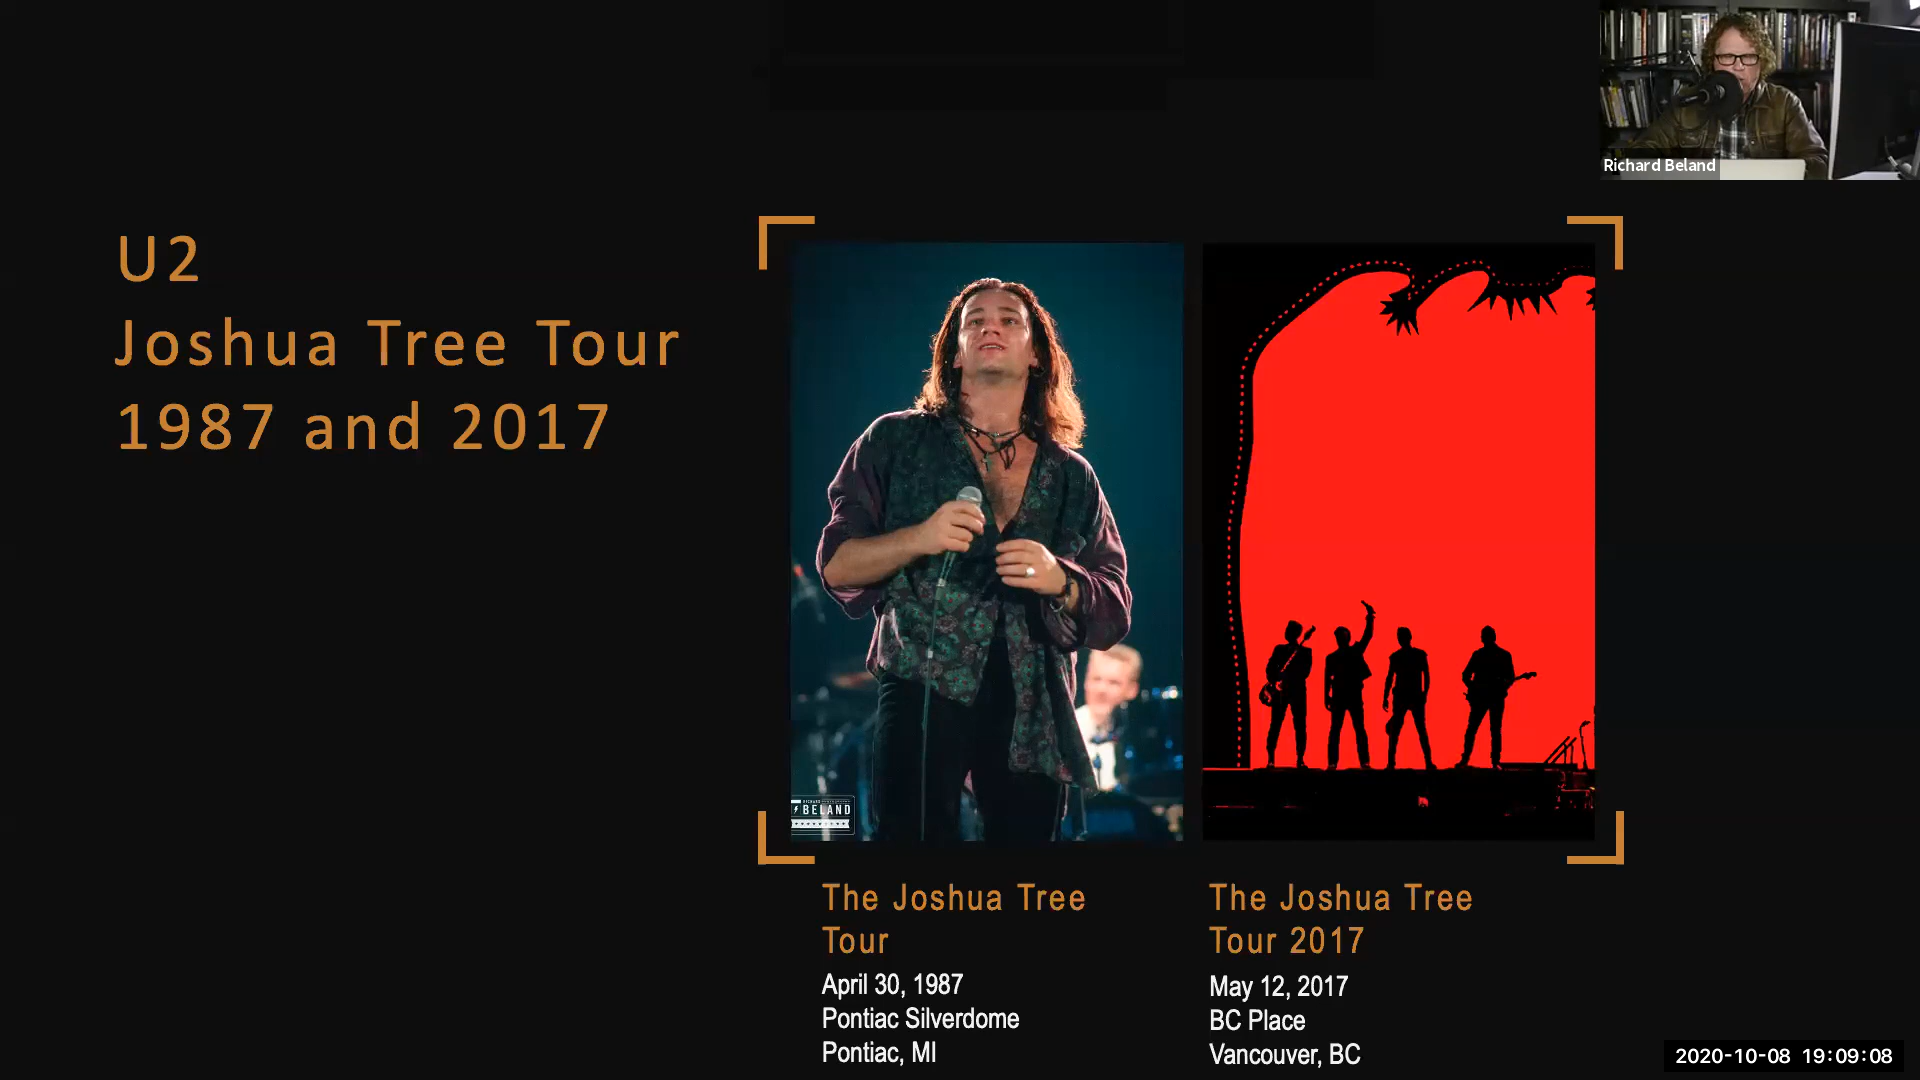 Richard Beland
U2
Joshua Tree Tour
1987 and 2017
RICHARD
BELAND
The Joshua Tree
Tour
April 30, 1987
Pontiac Silverdome
Pontiac, MI
The Joshua Tree
Tour 2017
May 12, 2017
BC Place
Vancouver, BC
2020-10-08 19:09:08